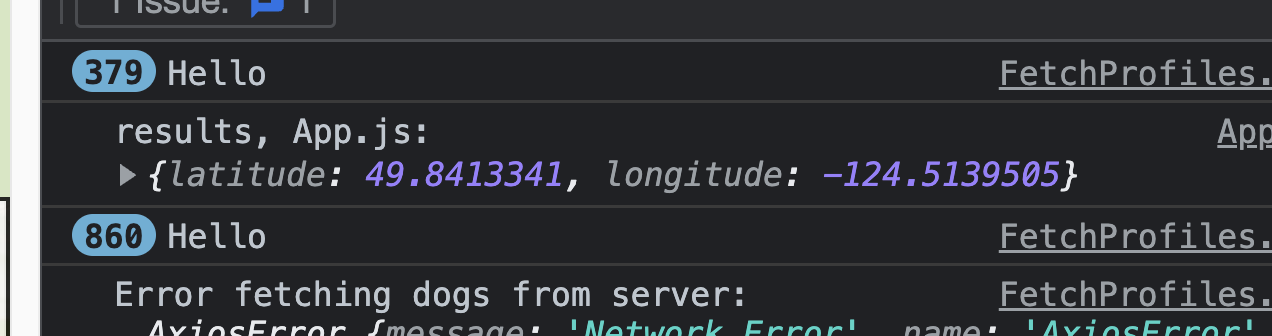 1 Issue: 1
379 Hello FetchProfiles.
results, App.js: App
{latitude: 49.8413341, longitude: -124.5139505}
860 Hello FetchProfiles.
Error fetching dogs from server: FetchProfiles.
AxiosError {message: 'Network Error', name: 'AxiosError'